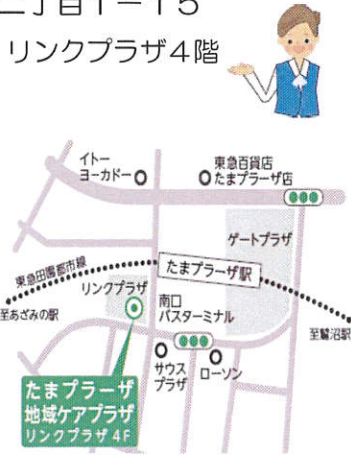 二丁目1-15
リンクプラザ4階
イトー
ヨーカドー
東急百貨店
たまプラーザ店
ゲートプラザ
たまプラーザ駅
東急田園都市線
リンクプラザ
南口
バスターミナル
至あざみの駅
至鷺沼駅
サウス
プラザ
ローソン
たまプラーザ
地域ケアプラザ
リンクプラザ4F